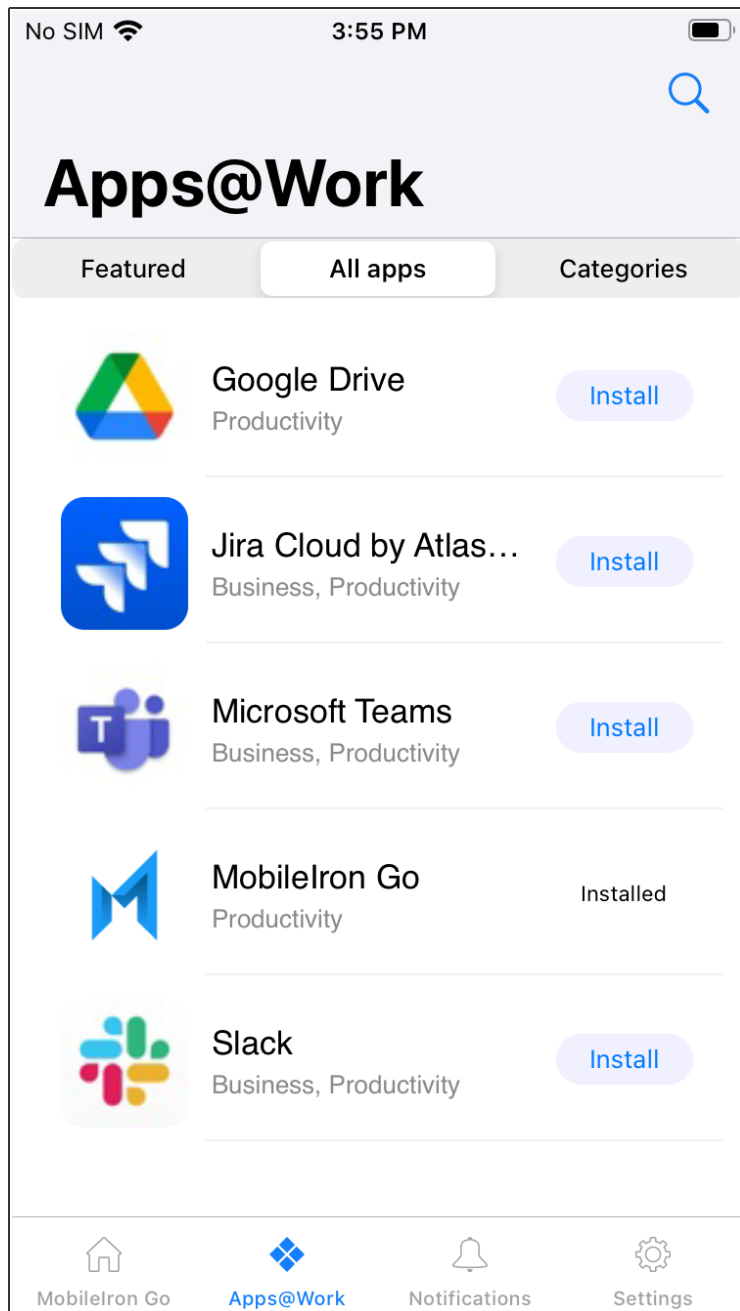 No SIM 3:55 PM
Apps@Work
Featured All apps Categories
Google Drive
Productivity
Install
Jira Cloud by Atlas...
Business, Productivity
Install
T
Microsoft Teams
Business, Productivity
Install
MobileIron Go
Productivity
Installed
Slack
Business, Productivity
Install
MobileIron Go Apps@Work Notifications Settings